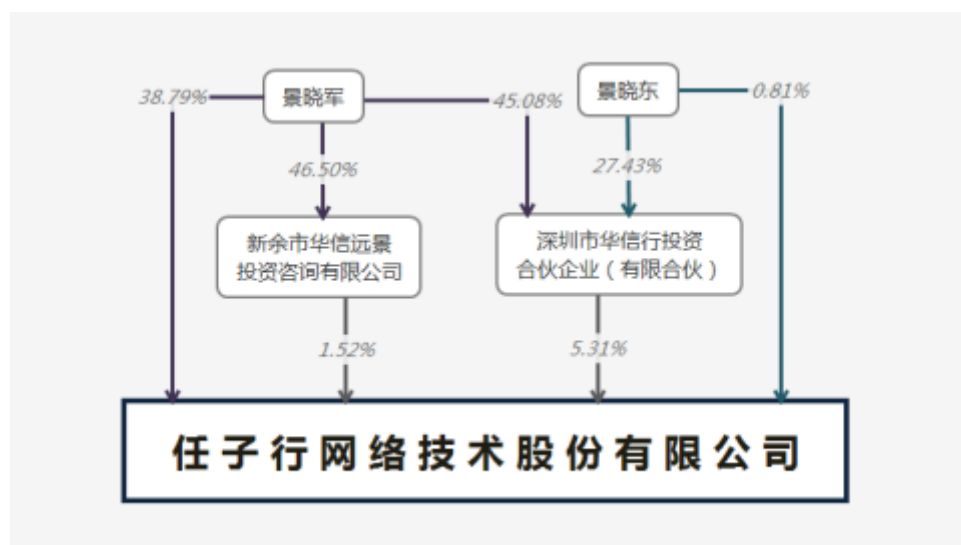 38.79%
景晓军
45.08%
景晓东
0.81%
46.50%
27.43%
新余市华信远景
投资咨询有限公司
深圳市华信行投资
合伙企业（有限合伙）
1.52%
5.31%
任子行网络技术股份有限公司